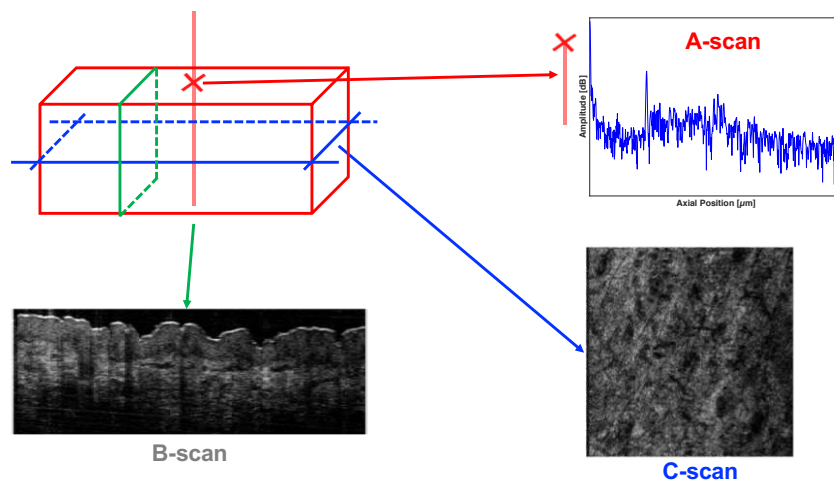 A-scan
Amplitude [dB]
Axial Position [µm]
B-scan
C-scan